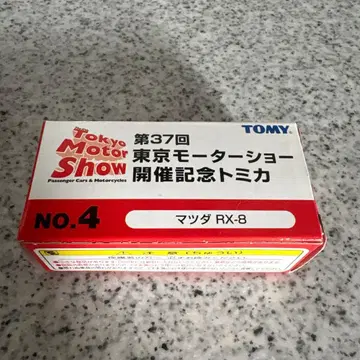 The
Tokyo
Motor
Show
Passenger Cars & Motorcycles
TOMY
第37回
東京モーターショー
開催記念トミカ
NO.4
マツダ RX-8